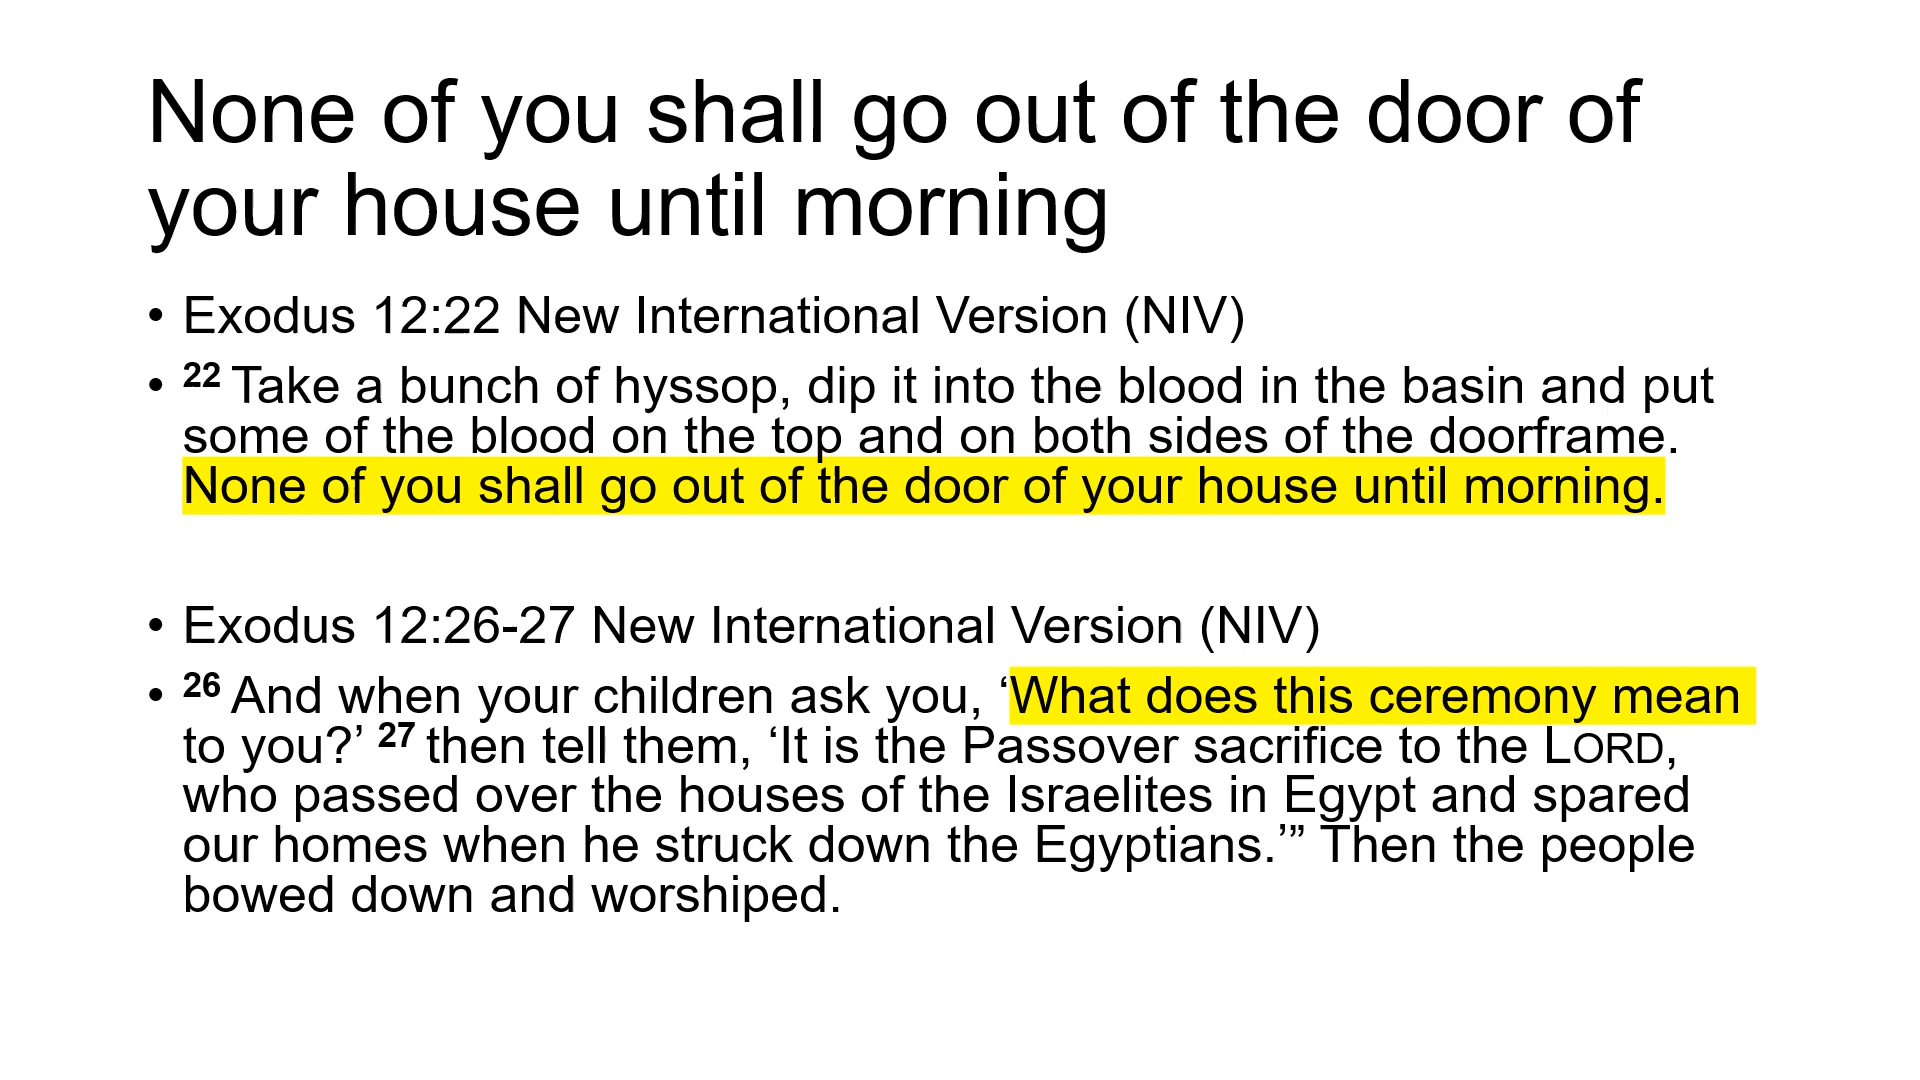 None of you shall go out of the door of
your house until morning
• Exodus 12:22 New International Version (NIV)
• 22 Take a bunch of hyssop, dip it into the blood in the basin and put
some of the blood on the top and on both sides of the doorframe.
None of you shall go out of the door of your house until morning.
• Exodus 12:26-27 New International Version (NIV)
• 26 And when your children ask you, ‘What does this ceremony mean
to you?’ 27 then tell them, ‘It is the Passover sacrifice to the LORD,
who passed over the houses of the Israelites in Egypt and spared
our homes when he struck down the Egyptians.’” Then the people
bowed down and worshiped.